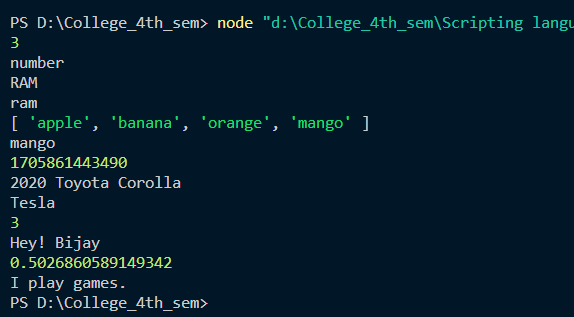 PS D:\College_4th_sem> node "d:\College_4th_sem\Scripting langu
3
number
RAM
ram
[ 'apple', 'banana', 'orange', 'mango' ]
mango
1705861443490
2020 Toyota Corolla
Tesla
3
Hey! Bijay
0.5026860589149342
I play games.
PS D:\College_4th_sem>